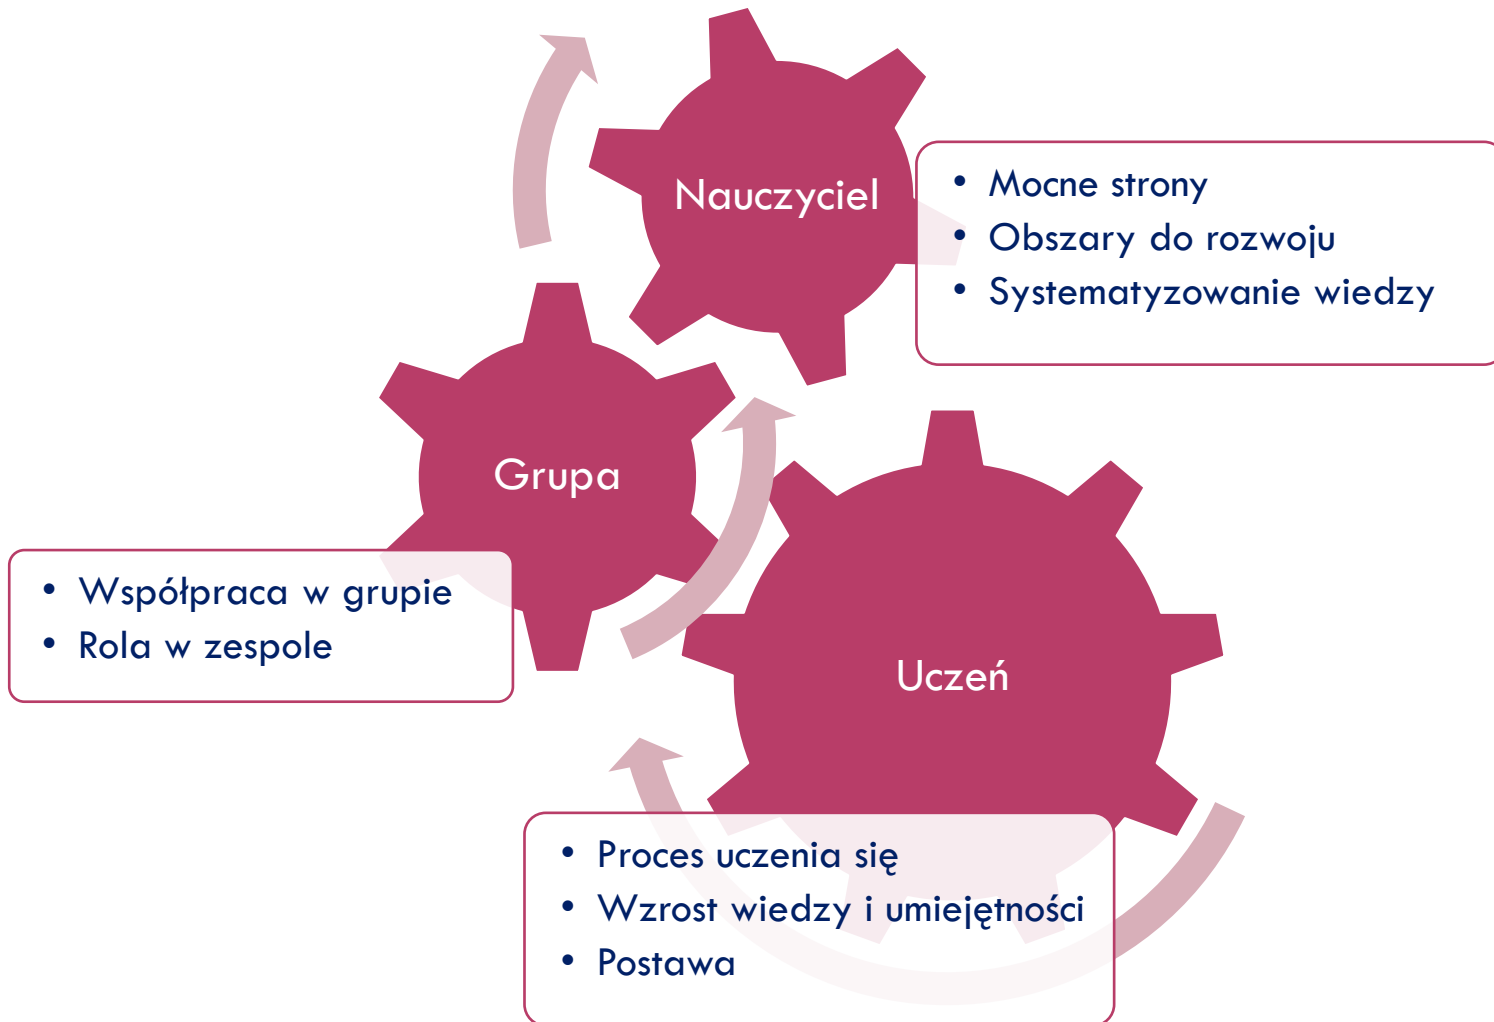 Nauczyciel
• Mocne strony
• Obszary do rozwoju
• Systematyzowanie wiedzy
Grupa
• Współpraca w grupie
• Rola w zespole
Uczeń
• Proces uczenia się
• Wzrost wiedzy i umiejętności
• Postawa